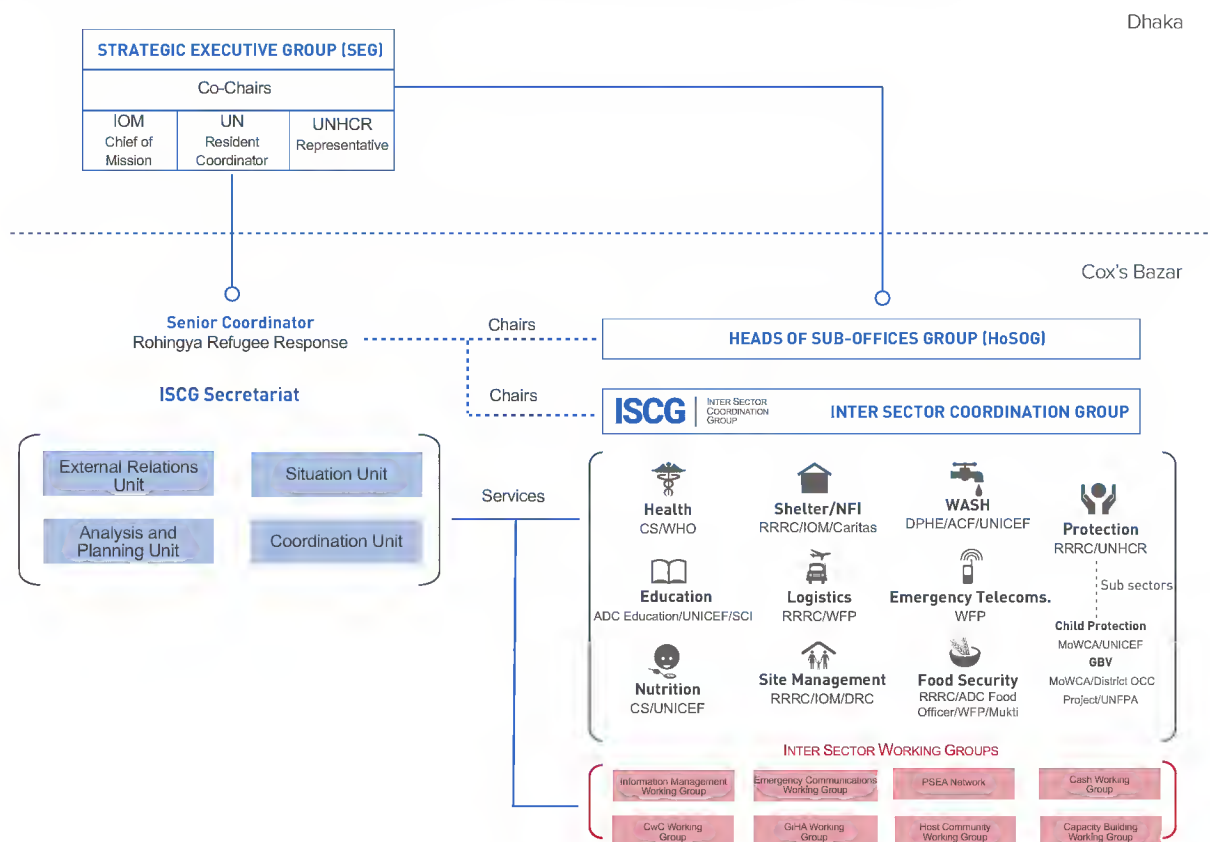 Dhaka
STRATEGIC EXECUTIVE GROUP (SEG)
Co-Chairs
IOM
Chief of
Mission
UN
Resident
Coordinator
UNHCR
Representative
Cox's Bazar
Senior Coordinator
Rohingya Refugee Response
Chairs
HEADS OF SUB-OFFICES GROUP (HoSOG)
ISCG Secretariat
Chairs
ISCG
INTER SECTOR
COORDINATION
GROUP
INTER SECTOR COORDINATION GROUP
External Relations
Unit
Situation Unit
Analysis and
Planning Unit
Coordination Unit
Services
Health
CS/WHO
Shelter/NFI
RRRC/IOM/Caritas
WASH
DPHE/ACF/UNICEF
Protection
RRRC/UNHCR
Sub sectors
Education
ADC Education/UNICEF/SCI
Logistics
RRRC/WFP
Emergency Telecoms.
WFP
Child Protection
MoWCA/UNICEF
GBV
MoWCA/District OCC
Project/UNFPA
Nutrition
CS/UNICEF
Site Management
RRRC/IOM/DRC
Food Security
RRRC/ADC Food
Officer/WFP/Mukti
INTER SECTOR WORKING GROUPS
Information Management
Working Group
Emergency Communications
Working Group
PSEA Network
Cash Working
Group
CwC Working
Group
GiHA Working
Group
Host Community
Working Group
Capacity Building
Working Group